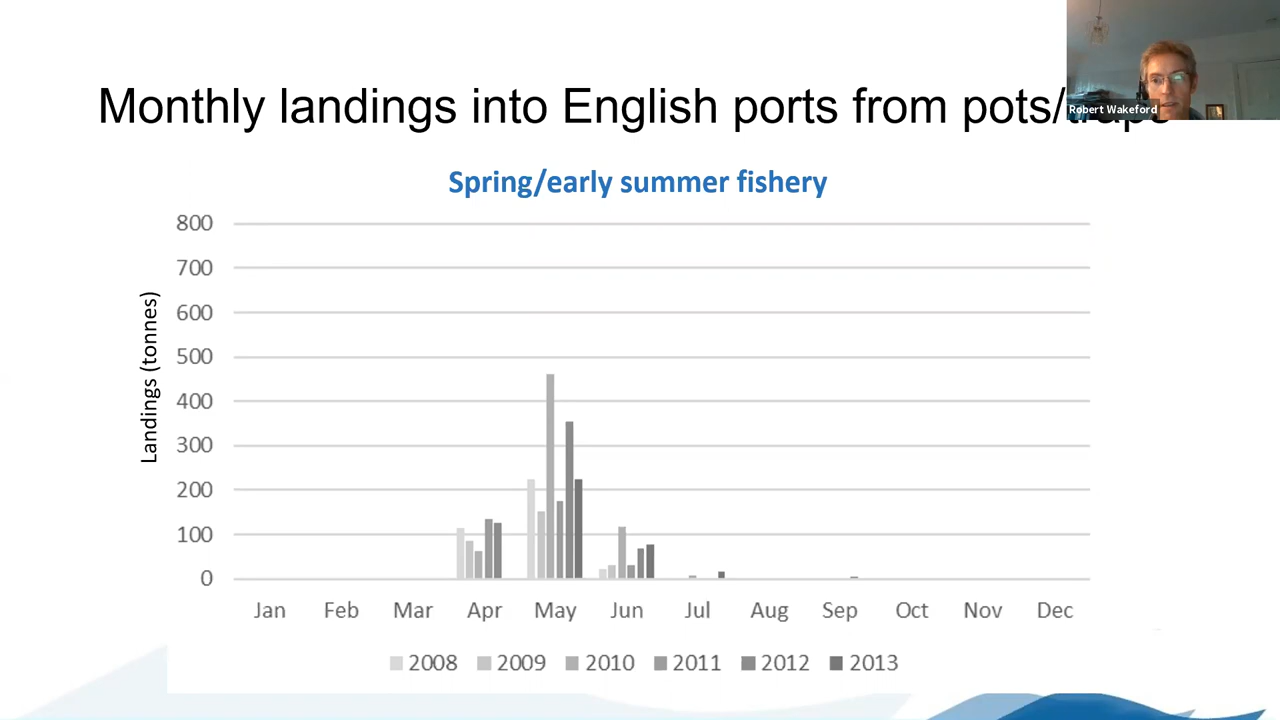 Monthly landings into English ports from pots/
Robert Wakeford
Spring/early summer fishery
Landings (tonnes)
800
700
600
500
400
300
200
100
0
Jan Feb Mar Apr May Jun Jul Aug Sep Oct Nov Dec
2008 2009 2010 2011 2012 2013